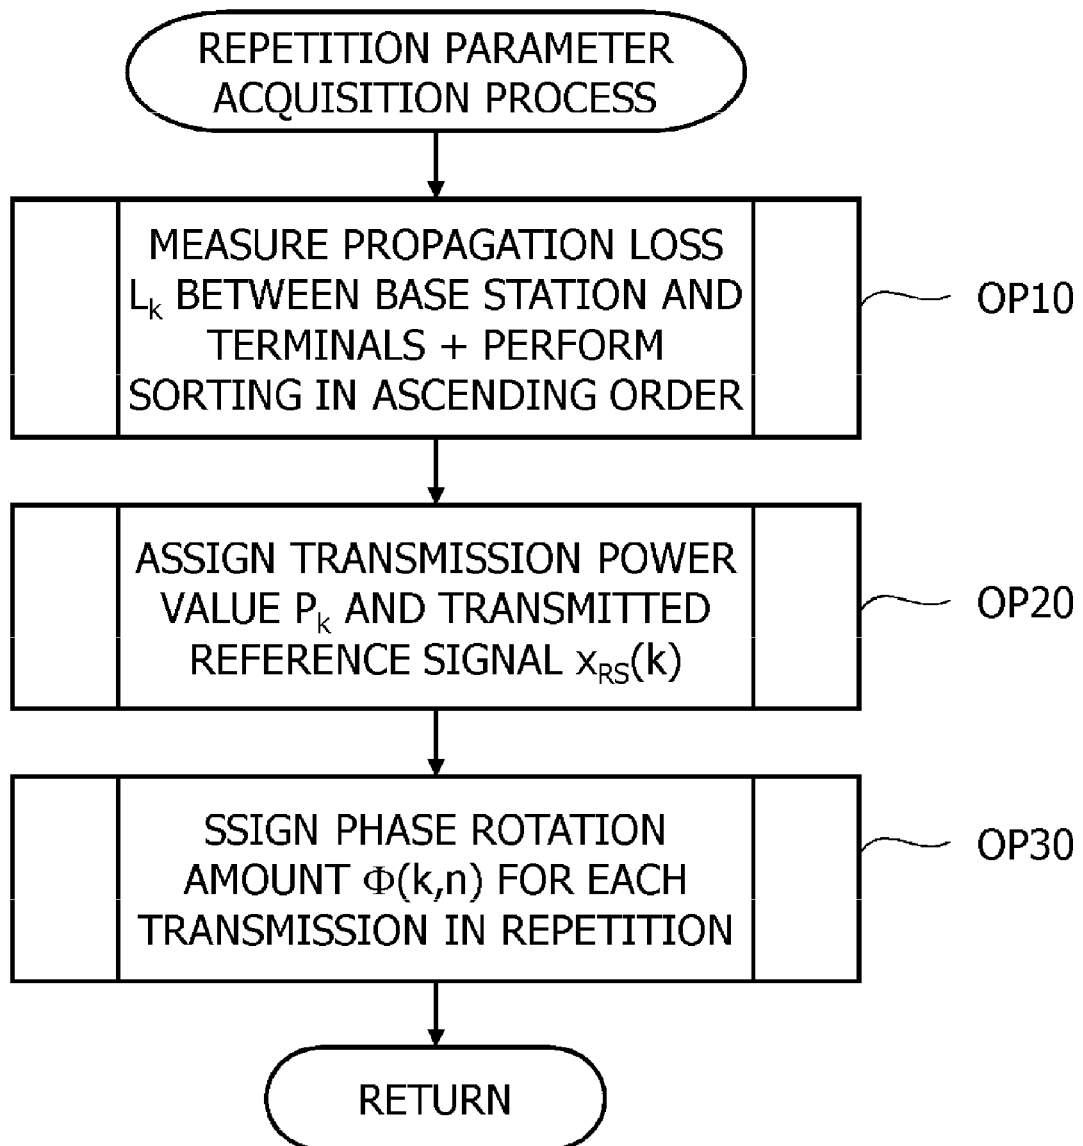 REPETITION PARAMETER
ACQUISITION PROCESS
MEASURE PROPAGATION LOSS
Lk BETWEEN BASE STATION AND
TERMINALS + PERFORM
SORTING IN ASCENDING ORDER
OP10
ASSIGN TRANSMISSION POWER
VALUE Pk AND TRANSMITTED
REFERENCE SIGNAL xRS(k)
OP20
SSIGN PHASE ROTATION
AMOUNT Φ(k,n) FOR EACH
TRANSMISSION IN REPETITION
OP30
RETURN